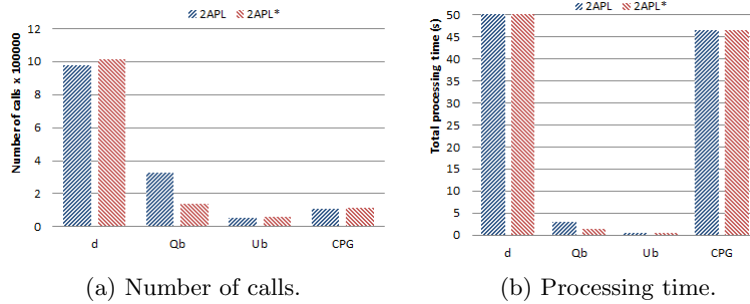 2APL 2APL*
Number of calls x 100000
12
10
8
6
4
2
0
d Qb Ub CPG
(a) Number of calls.
2APL 2APL*
Total processing time (s)
50
45
40
35
30
25
20
15
10
5
0
d Qb Ub CPG
(b) Processing time.